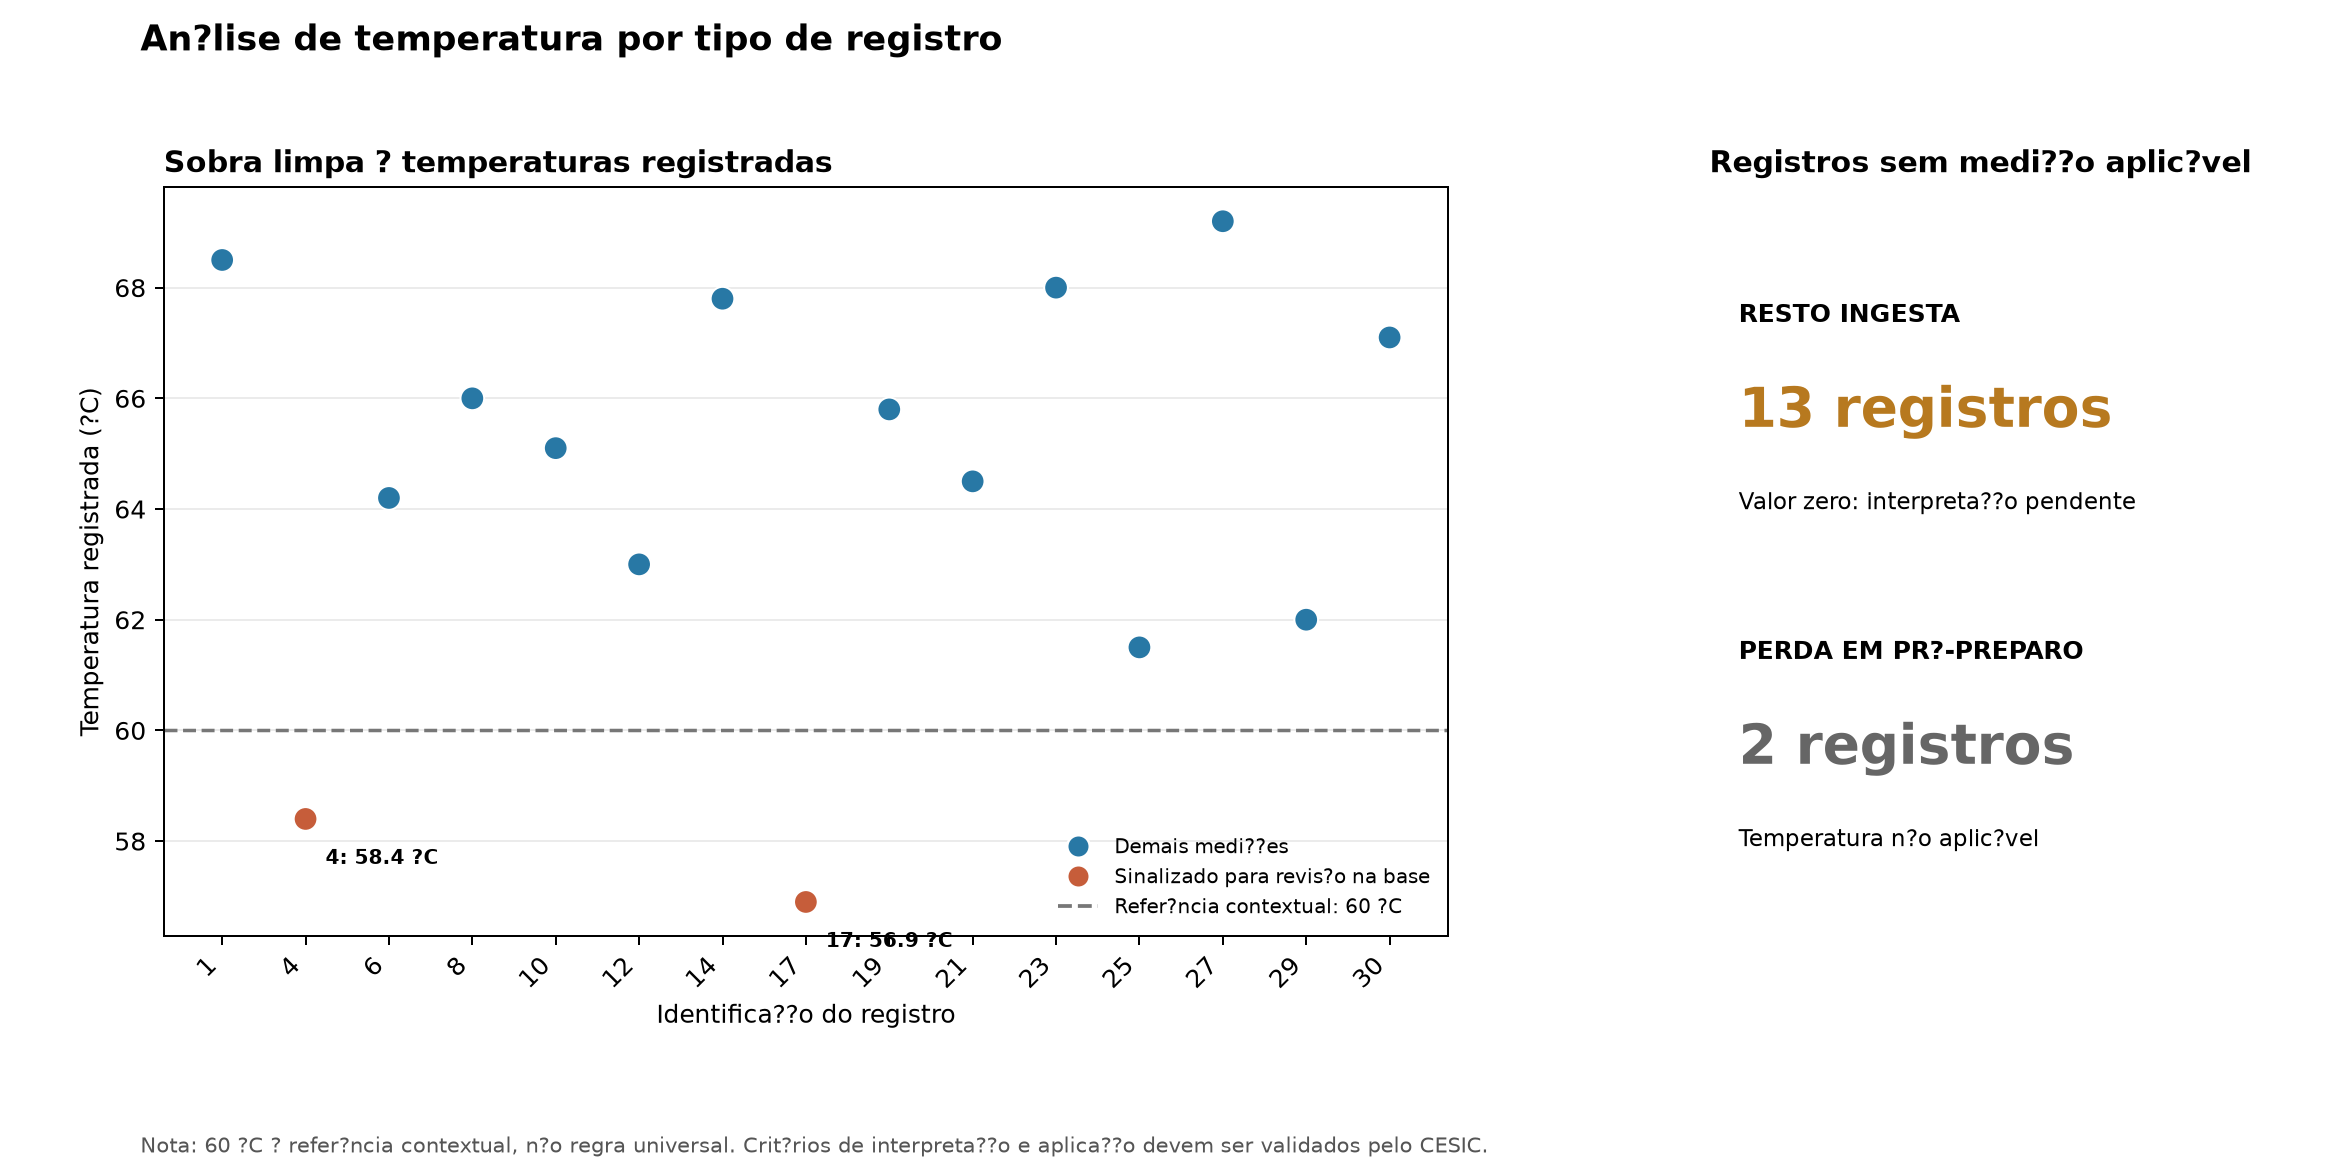 An?lise de temperatura por tipo de registro
Sobra limpa ? temperaturas registradas
Temperatura registrada (?C)
68
66
64
62
60
58
4: 58.4 ?C
17: 56.9 ?C
Demais medi??es
Sinalizado para revis?o na base
Refer?ncia contextual: 60 ?C
1
4
6
8
10
12
14
17
19
21
23
25
27
29
30
Identifica??o do registro
Registros sem medi??o aplic?vel
RESTO INGESTA
13 registros
Valor zero: interpreta??o pendente
PERDA EM PR?-PREPARO
2 registros
Temperatura n?o aplic?vel
Nota: 60 ?C ? refer?ncia contextual, n?o regra universal. Crit?rios de interpreta??o e aplica??o devem ser validados pelo CESIC.